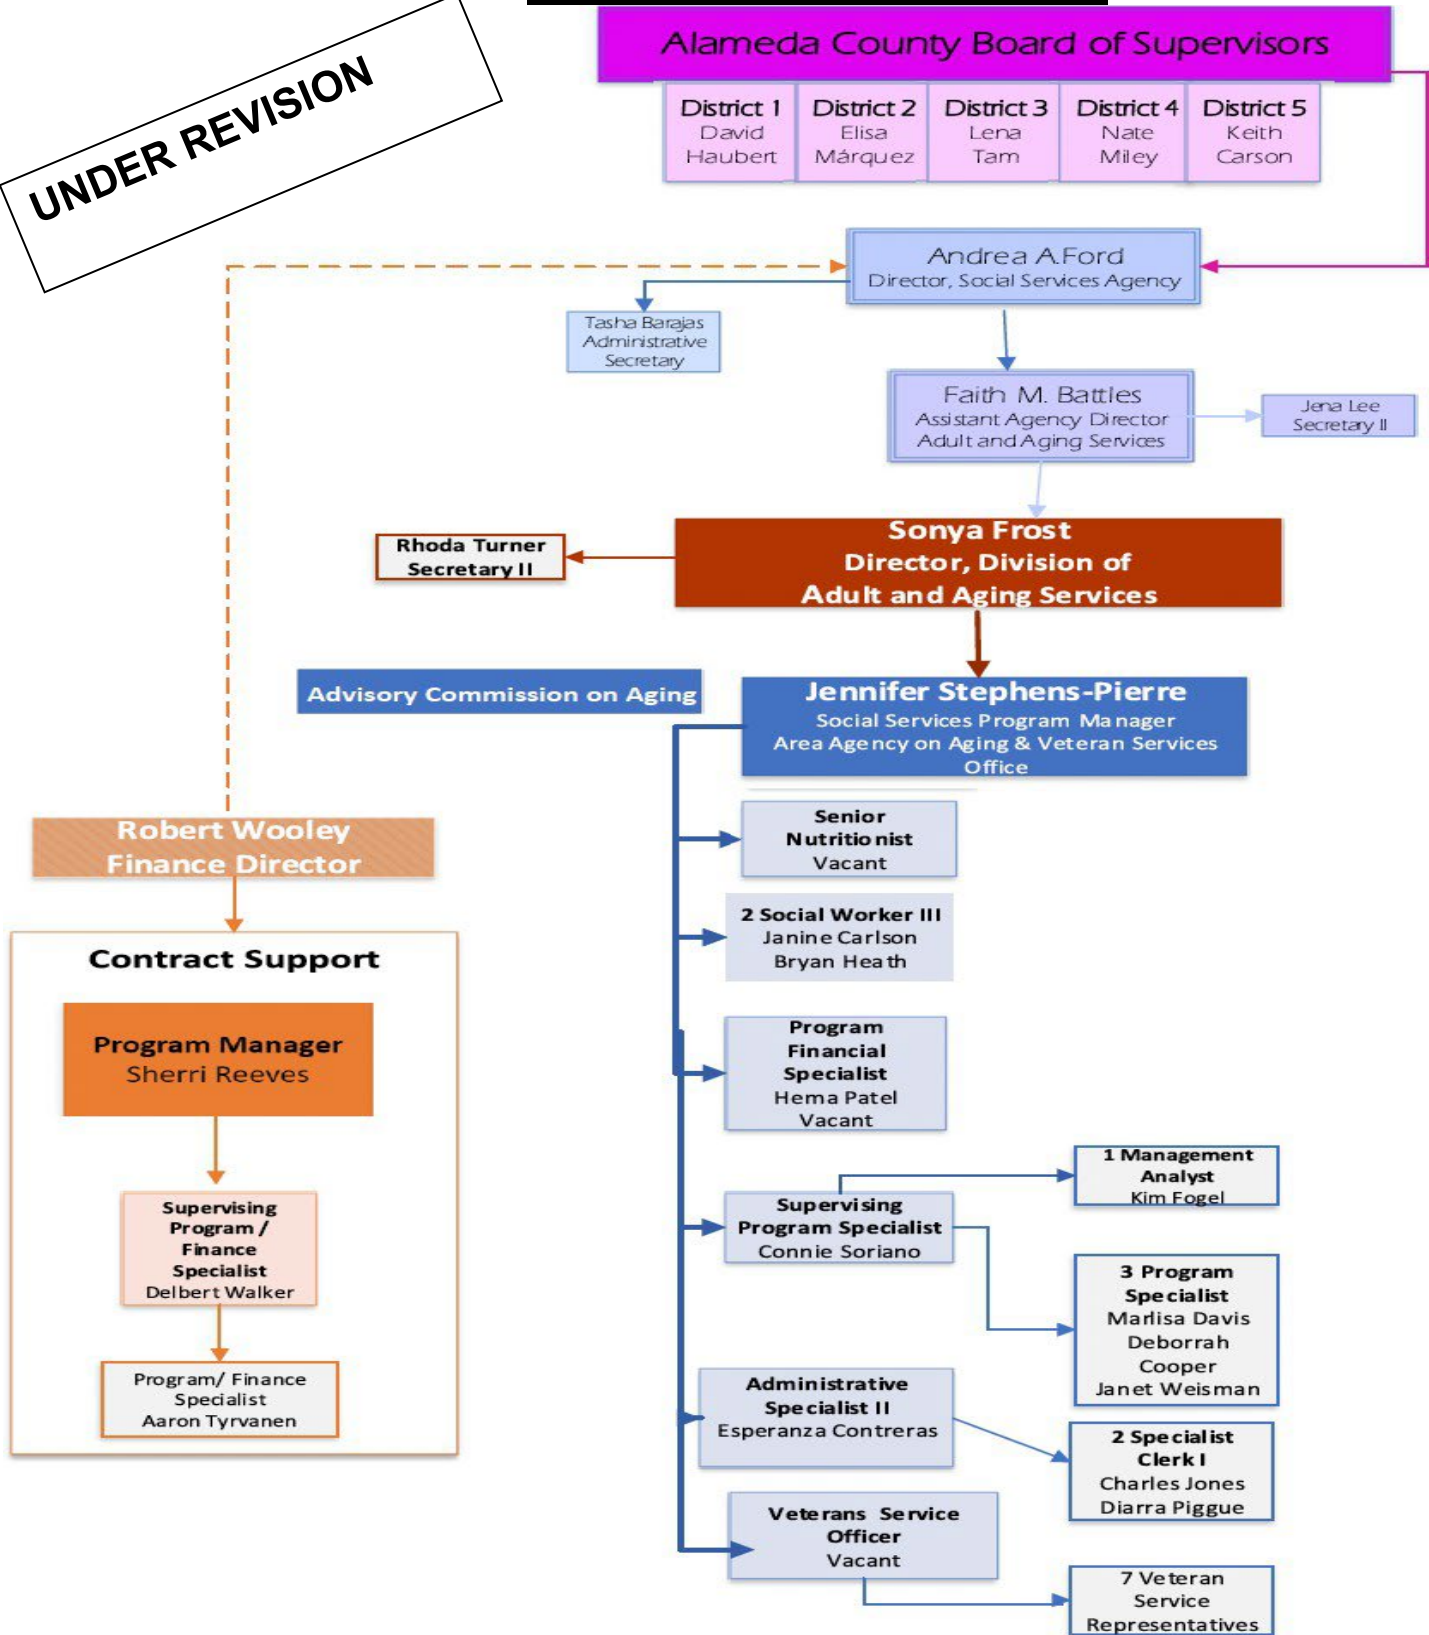 UNDER REVISION
Alameda County Board of Supervisors
District 1
David
Haubert
District 2
Elisa
Márquez
District 3
Lena
Tam
District 4
Nate
Miley
District 5
Keith
Carson
Andrea A.Ford
Director, Social Services Agency
Tasha Barajas
Administrative
Secretary
Faith M. Battles
Assistant Agency Director
Adult and Aging Services
Jena Lee
Secretary II
Sonya Frost
Director, Division of
Adult and Aging Services
Rhoda Turner
Secretary II
Advisory Commission on Aging
Jennifer Stephens-Pierre
Social Services Program Manager
Area Agency on Aging & Veteran Services
Office
Robert Wooley
Finance Director
Contract Support
Program Manager
Sherri Reeves
Supervising
Program /
Finance
Specialist
Delbert Walker
Program/ Finance
Specialist
Aaron Tyrvanen
Senior
Nutritionist
Vacant
2 Social Worker III
Janine Carlson
Bryan Heath
Program
Financial
Specialist
Hema Patel
Vacant
Supervising
Program Specialist
Connie Soriano
1 Management
Analyst
Kim Fogel
3 Program
Specialist
Marlisa Davis
Deborrah
Cooper
Janet Weisman
Administrative
Specialist II
Esperanza Contreras
2 Specialist
Clerk I
Charles Jones
Diarra Piggue
Veterans Service
Officer
Vacant
7 Veteran
Service
Representatives